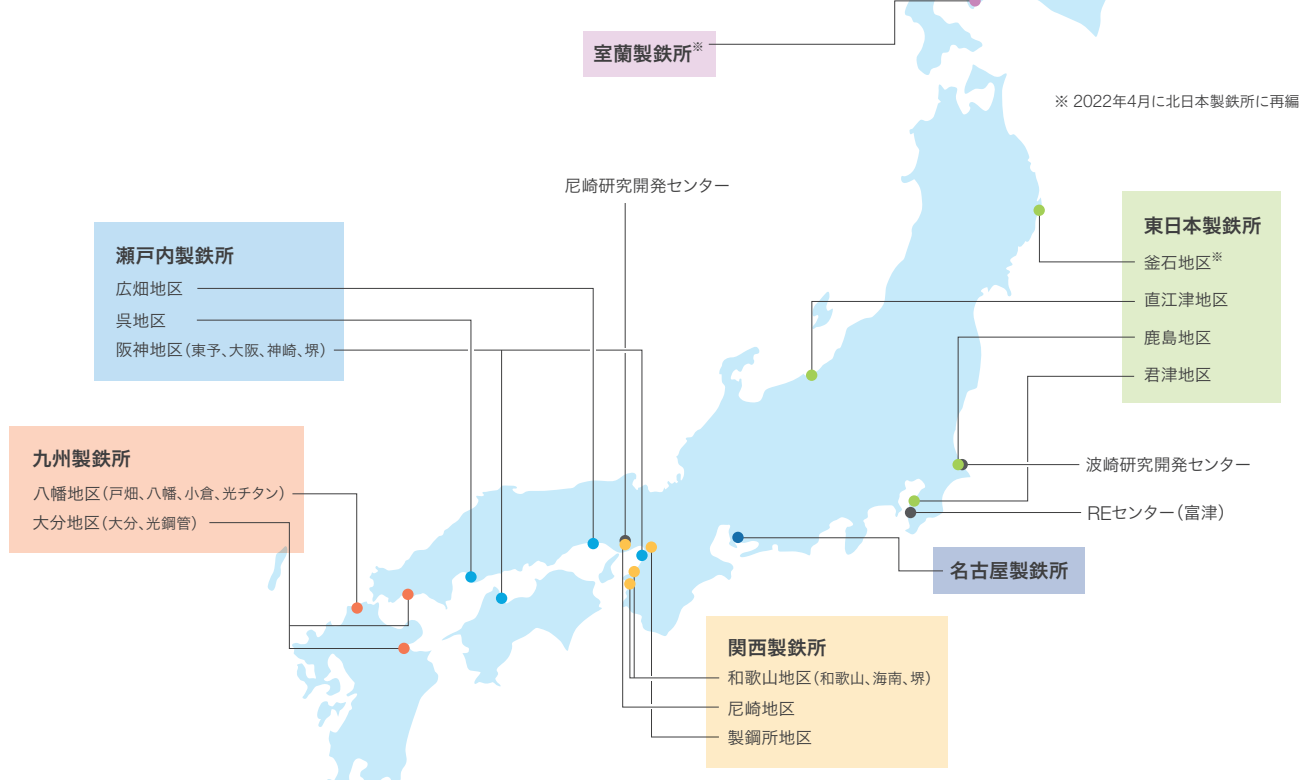 室蘭製鉄所※
※ 2022年4月に北日本製鉄所に再編
尼崎研究開発センター
瀬戸内製鉄所
広畑地区
呉地区
阪神地区(東予、大阪、神崎、堺)
東日本製鉄所
釜石地区※
直江津地区
鹿島地区
君津地区
九州製鉄所
八幡地区(戸畑、八幡、小倉、光チタン)
大分地区(大分、光鋼管)
波崎研究開発センター
REセンター(富津)
名古屋製鉄所
関西製鉄所
和歌山地区(和歌山、海南、堺)
尼崎地区
製鋼所地区